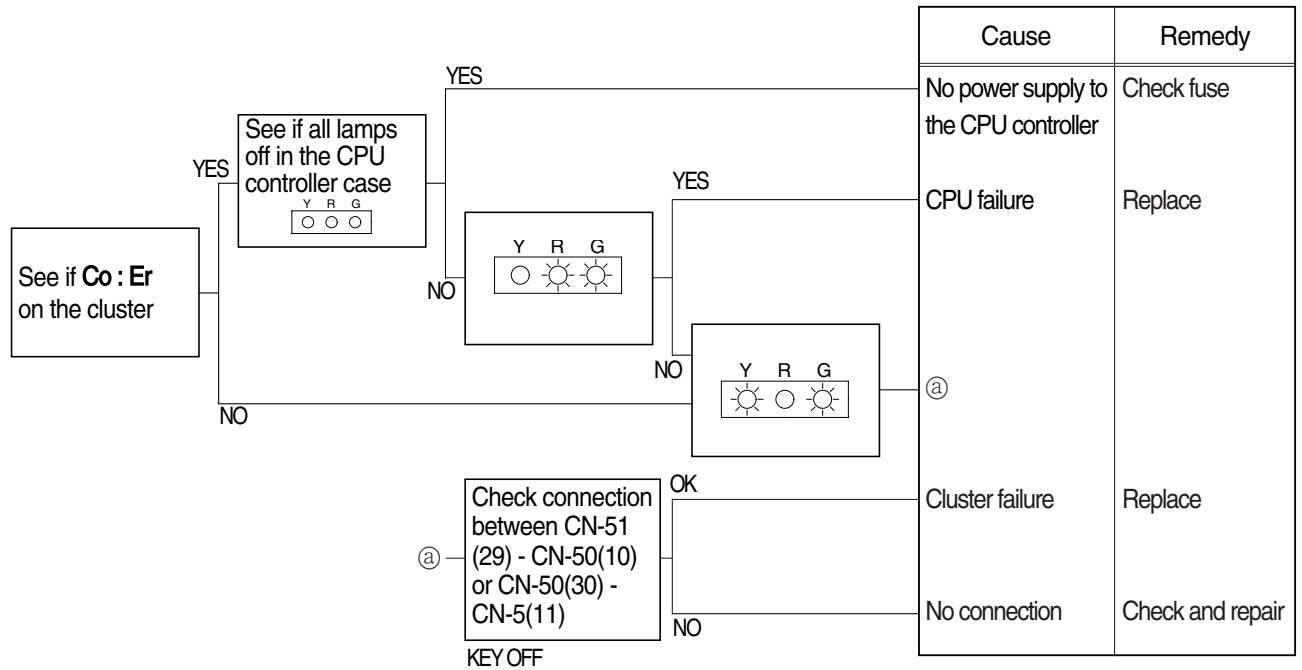 Cause Remedy
YES
No power supply to Check fuse
the CPU controller
See if all lamps
off in the CPU
controller case
Y R G
YES
YES
CPU failure Replace
See if Co : Er
on the cluster
Y R G
NO
NO
Y R G
ⓐ
NO
Check connection
between CN-51
(29) - CN-50(10)
or CN-50(30) -
CN-5(11)
ⓐ
OK
Cluster failure Replace
NO
No connection Check and repair
KEY OFF